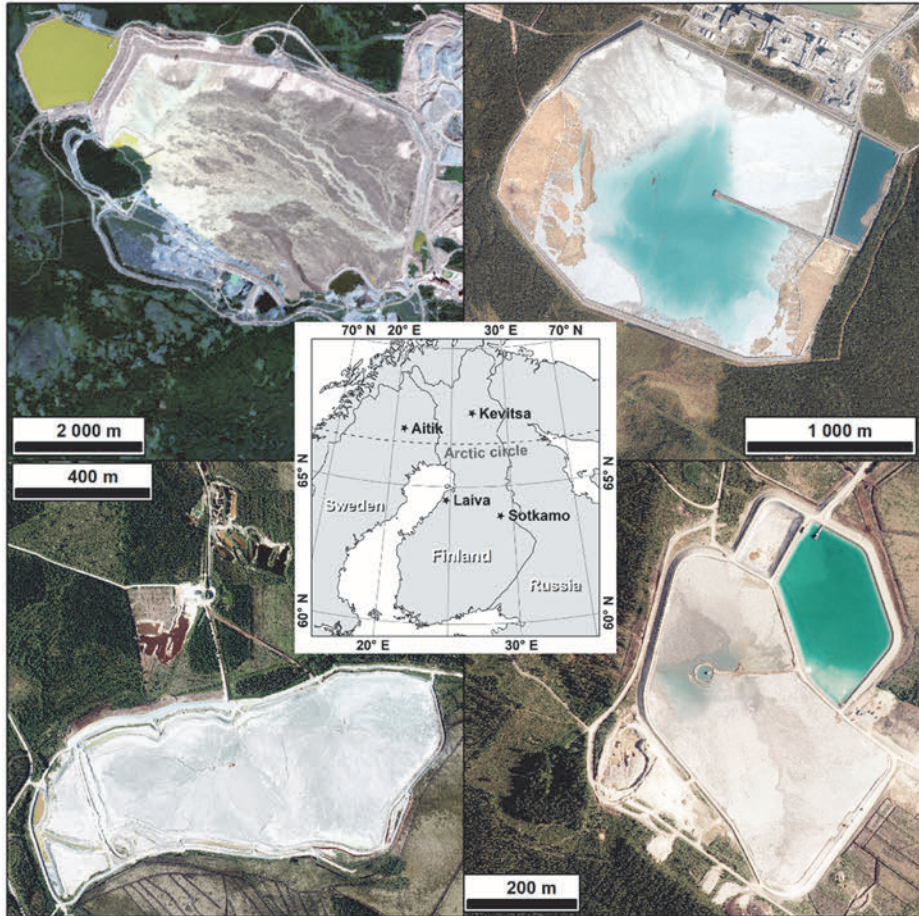 70° N 20° E 30° E 70° N
Kevitsa
Aitik
2 000 m
1 000 m
Arctic circle
400 m
65° N
65° N
Sweden
Laiva
Sotkamo
Finland
Russia
60° N
60° N
20° E 30° E
200 m